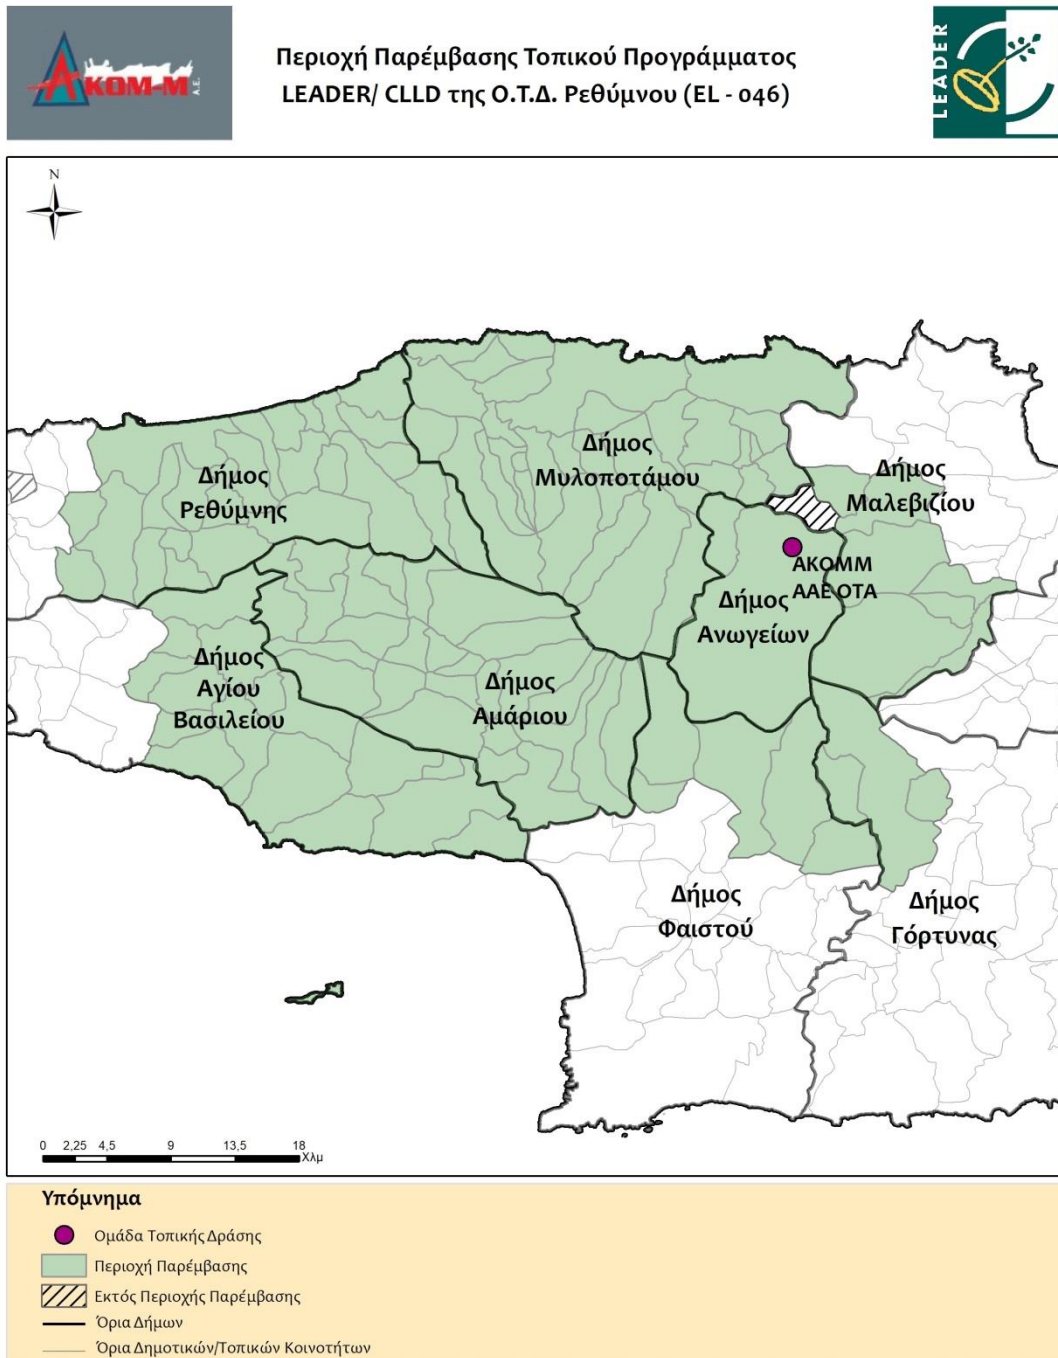 ΑΚΟΜ-Μ Α.Ε.
Περιοχή Παρέμβασης Τοπικού Προγράμματος
LEADER/ CLLD της Ο.Τ.Δ. Ρεθύμνου (EL - 046)
LEADER
N
Δήμος
Μυλοποτάμου
Δήμος
Ρεθύμνης
Δήμος
Μαλεβιζίου
ΑΚΟΜΜ
ΑΑΕ ΟΤΑ
Δήμος
Ανωγείων
Δήμος
Αγίου
Βασιλείου
Δήμος
Αμάριου
Δήμος
Φαιστού
Δήμος
Γόρτυνας
0 2,25 4,5 9 13,5 18
Χλμ
Υπόμνημα
Ομάδα Τοπικής Δράσης
Περιοχή Παρέμβασης
Εκτός Περιοχής Παρέμβασης
Όρια Δήμων
Όρια Δημοτικών/Τοπικών Κοινοτήτων